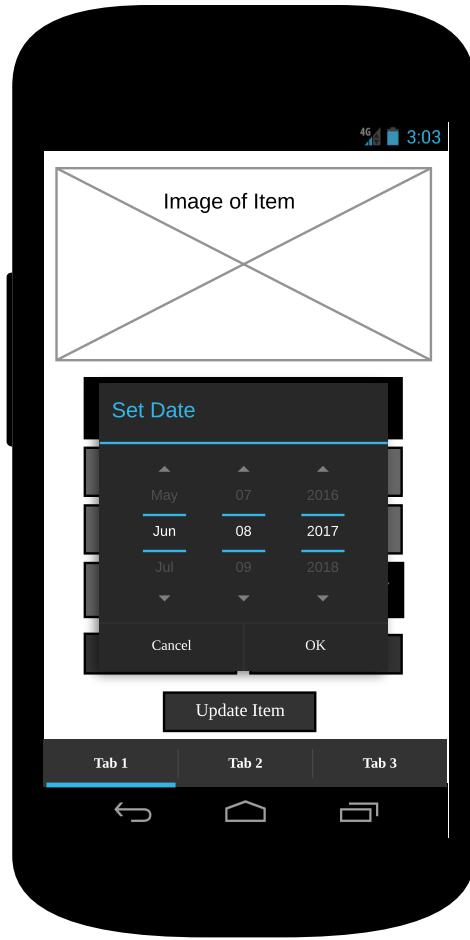 4G 3:03
Image of Item
Set Date
May 07 2016
Jun 08 2017
Jul 09 2018
Cancel OK
Update Item
Tab 1 Tab 2 Tab 3